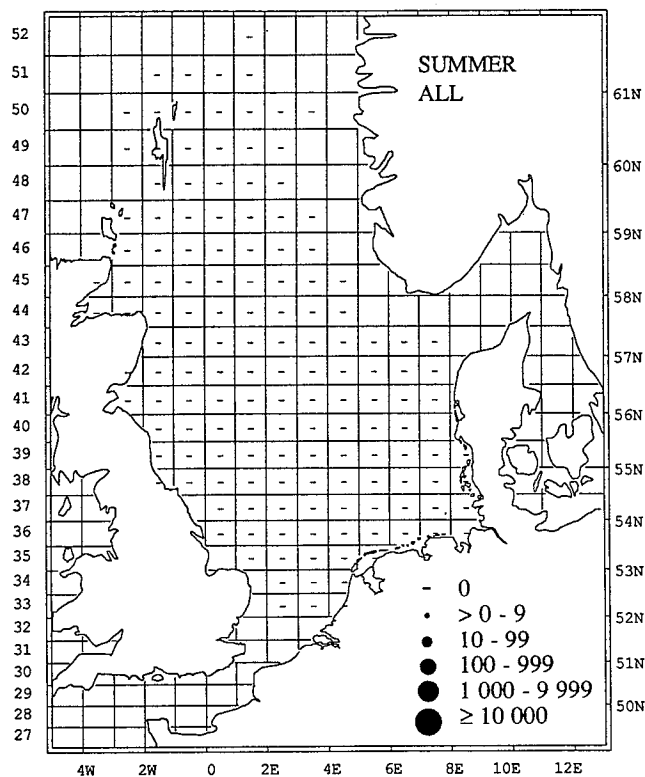 SUMMER
ALL
52
51
50
49
48
47
46
45
44
43
42
41
40
39
38
37
36
35
34
33
32
31
30
29
28
27
61N
60N
59N
58N
57N
56N
55N
54N
53N
52N
51N
50N
- 0
> 0 - 9
10 - 99
100 - 999
1 000 - 9 999
≥ 10 000
4W 2W 0 2E 4E 6E 8E 10E 12E